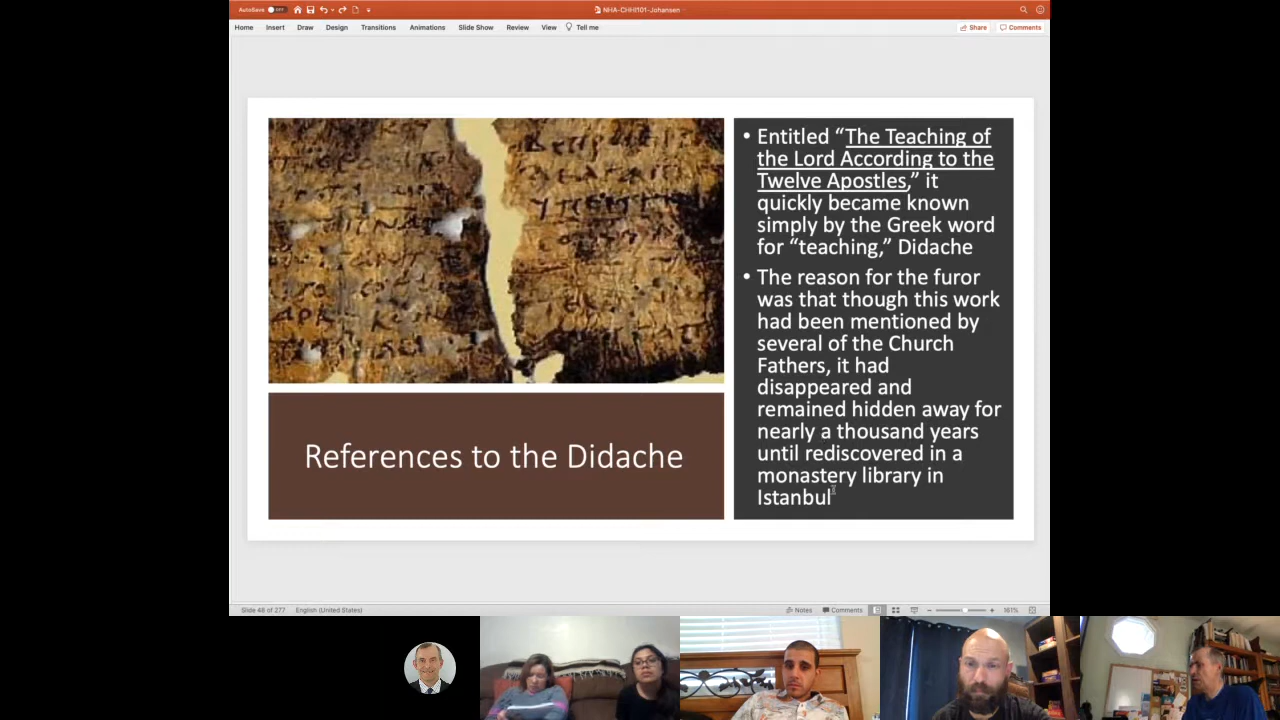 AutoSave OFF
NHA-CHHI101-Johansen
Home Insert Draw Design Transitions Animations Slide Show Review View Tell me
Share Comments
• Entitled “The Teaching of
the Lord According to the
Twelve Apostles,” it
quickly became known
simply by the Greek word
for “teaching,” Didache
• The reason for the furor
was that though this work
had been mentioned by
several of the Church
Fathers, it had
disappeared and
remained hidden away for
nearly a thousand years
until rediscovered in a
monastery library in
Istanbul
References to the Didache
Slide 48 of 277 English (United States)
Notes Comments 161%